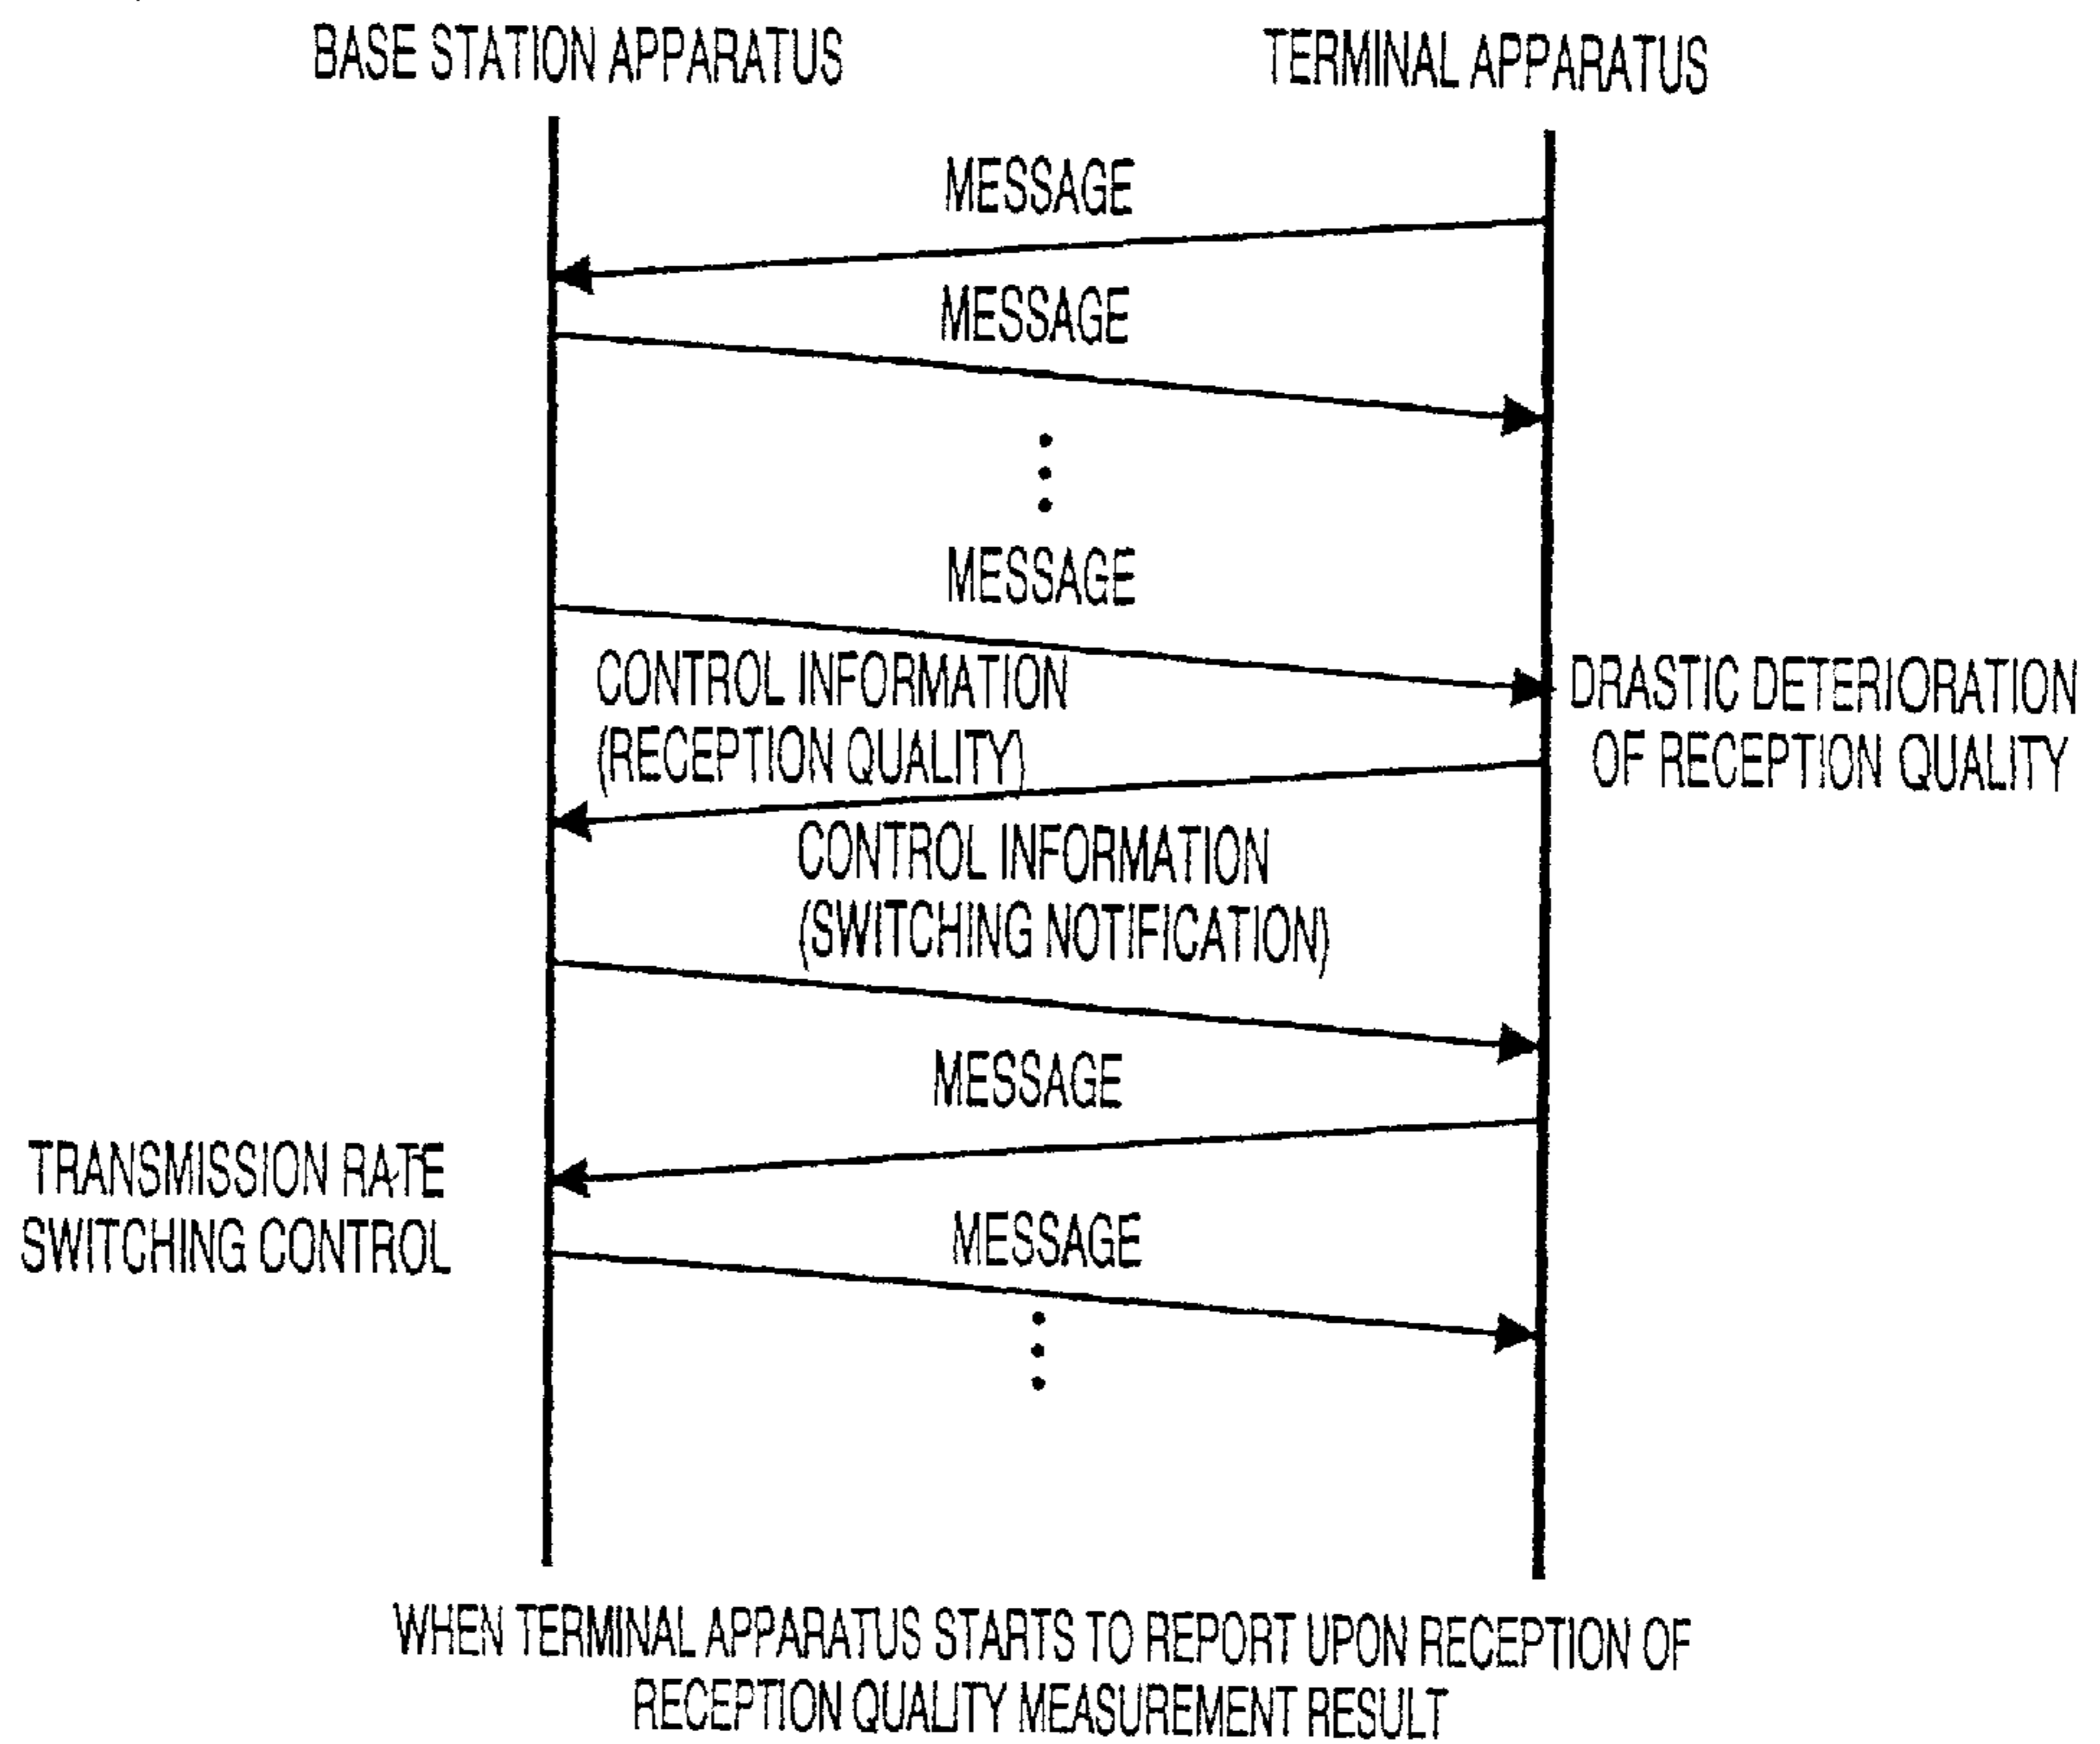 BASE STATION APPARATUS
TERMINAL APPARATUS
MESSAGE
MESSAGE
MESSAGE
CONTROL INFORMATION
(RECEPTION QUALITY)
DRASTIC DETERIORATION
OF RECEPTION QUALITY
CONTROL INFORMATION
(SWITCHING NOTIFICATION)
MESSAGE
TRANSMISSION RATE
SWITCHING CONTROL
MESSAGE
WHEN TERMINAL APPARATUS STARTS TO REPORT UPON RECEPTION OF
RECEPTION QUALITY MEASUREMENT RESULT